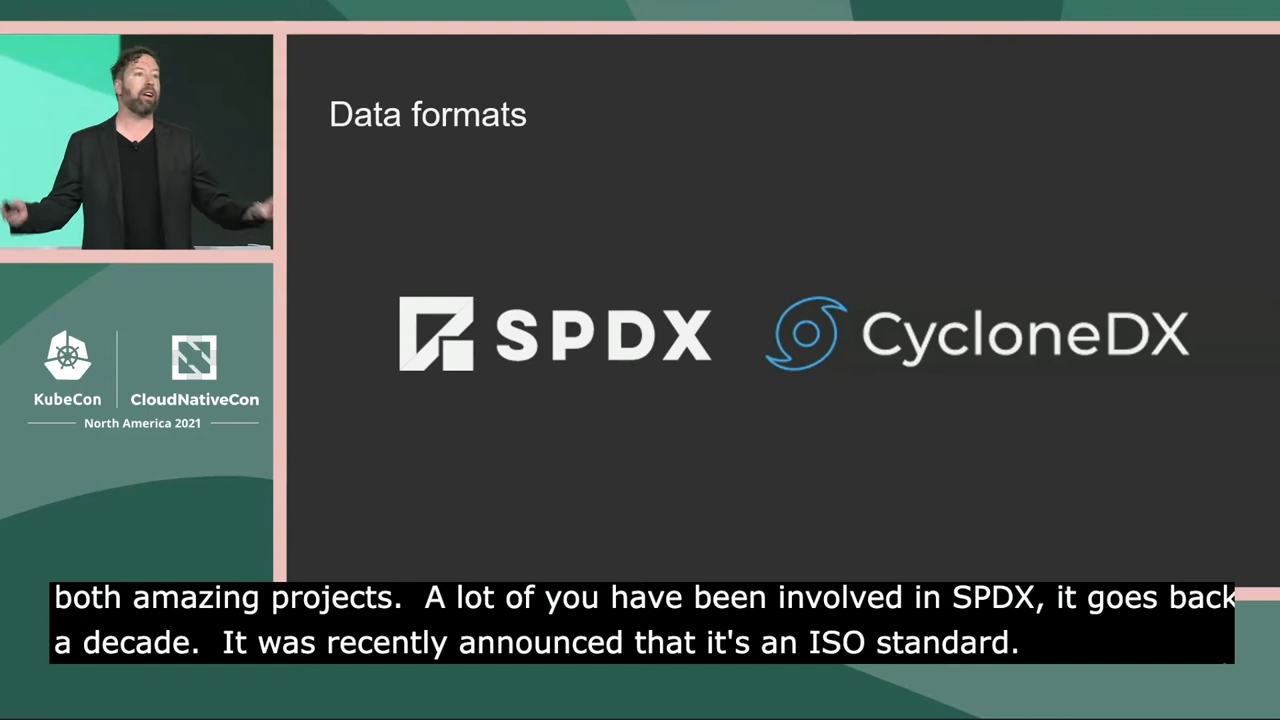 Data formats
SPDX CycloneDX
KubeCon CloudNativeCon
North America 2021
both amazing projects.  A lot of you have been involved in SPDX, it goes back
a decade.  It was recently announced that it's an ISO standard.